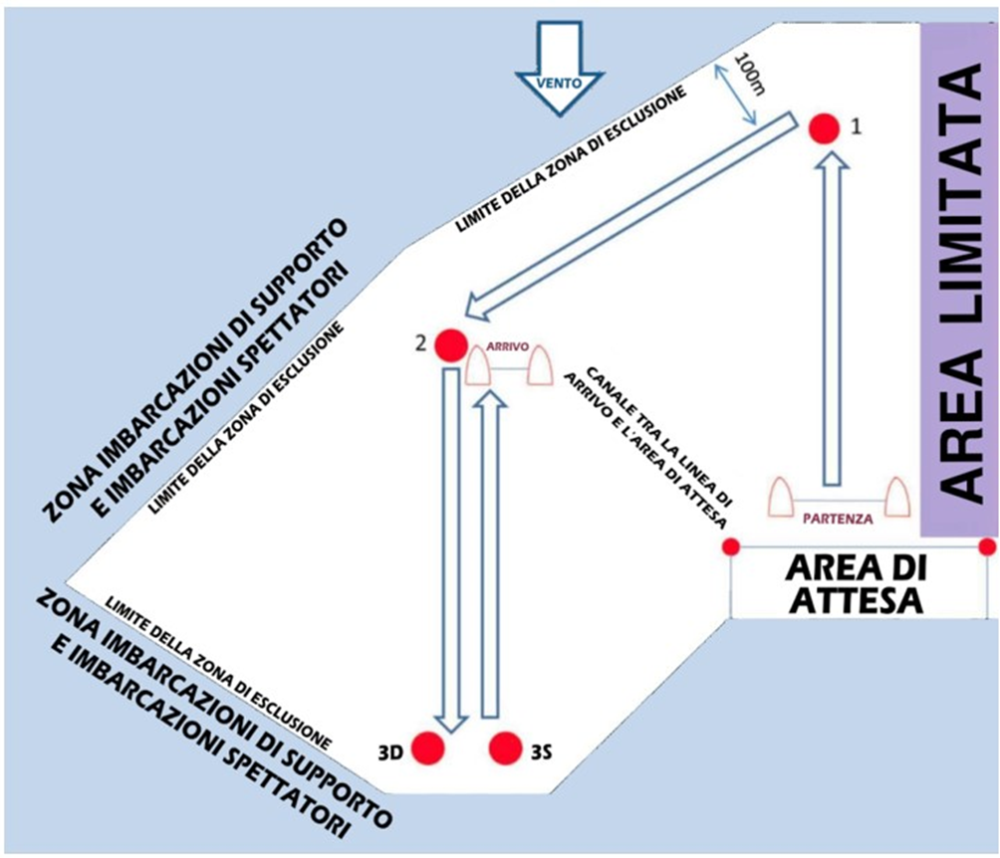 VENTO
100m
1
LIMITE DELLA ZONA DI ESCLUSIONE
AREA LIMITATA
ZONA IMBARCAZIONI DI SUPPORTO
E IMBARCAZIONI SPETTATORI
LIMITE DELLA ZONA DI ESCLUSIONE
2
ARRIVO
CANALE TRA LA LINEA DI
ARRIVO E L'AREA DI ATTESA
PARTENZA
AREA DI
ATTESA
LIMITE DELLA ZONA DI ESCLUSIONE
ZONA IMBARCAZIONI DI SUPPORTO
E IMBARCAZIONI SPETTATORI
3D
3S